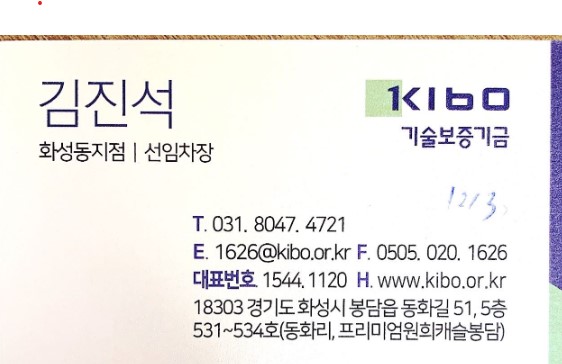 김진석
화성동지점 | 선임차장
KIBO
기술보증기금
12/3
T. 031. 8047. 4721
E. 1626@kibo.or.kr F. 0505. 020. 1626
대표번호 1544. 1120 H. www.kibo.or.kr
18303 경기도 화성시 봉담읍 동화길 51, 5층
531~534호(동화리, 프리미엄원희캐슬봉담)